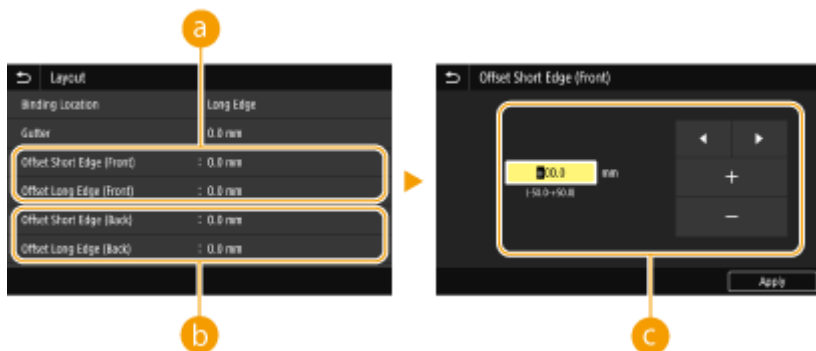 a
Layout
Binding Location Long Edge
Gutter 0.0 mm
Offset Short Edge (Front) : 0.0 mm
Offset Long Edge (Front) : 0.0 mm
Offset Short Edge (Back) : 0.0 mm
Offset Long Edge (Back) : 0.0 mm
b
Offset Short Edge (Front)
00.0 mm
(-50.0-+50.0)
+
−
Apply
c